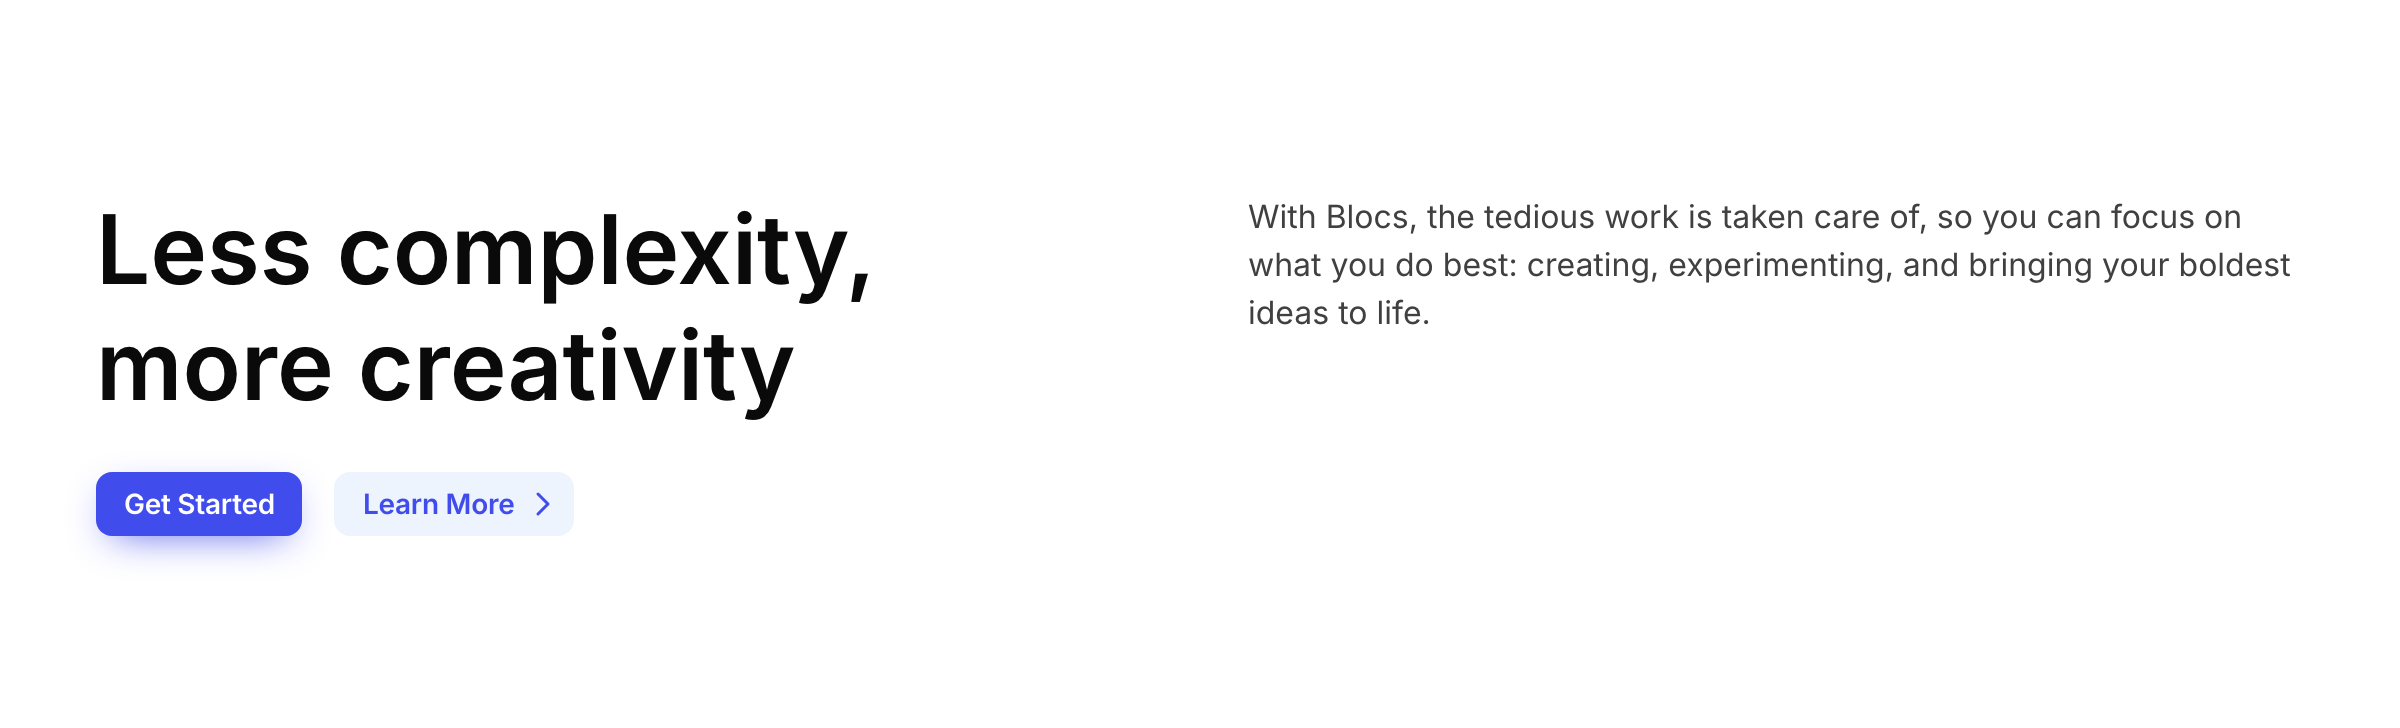 Less complexity,
more creativity
Get Started
Learn More
With Blocs, the tedious work is taken care of, so you can focus on
what you do best: creating, experimenting, and bringing your boldest
ideas to life.